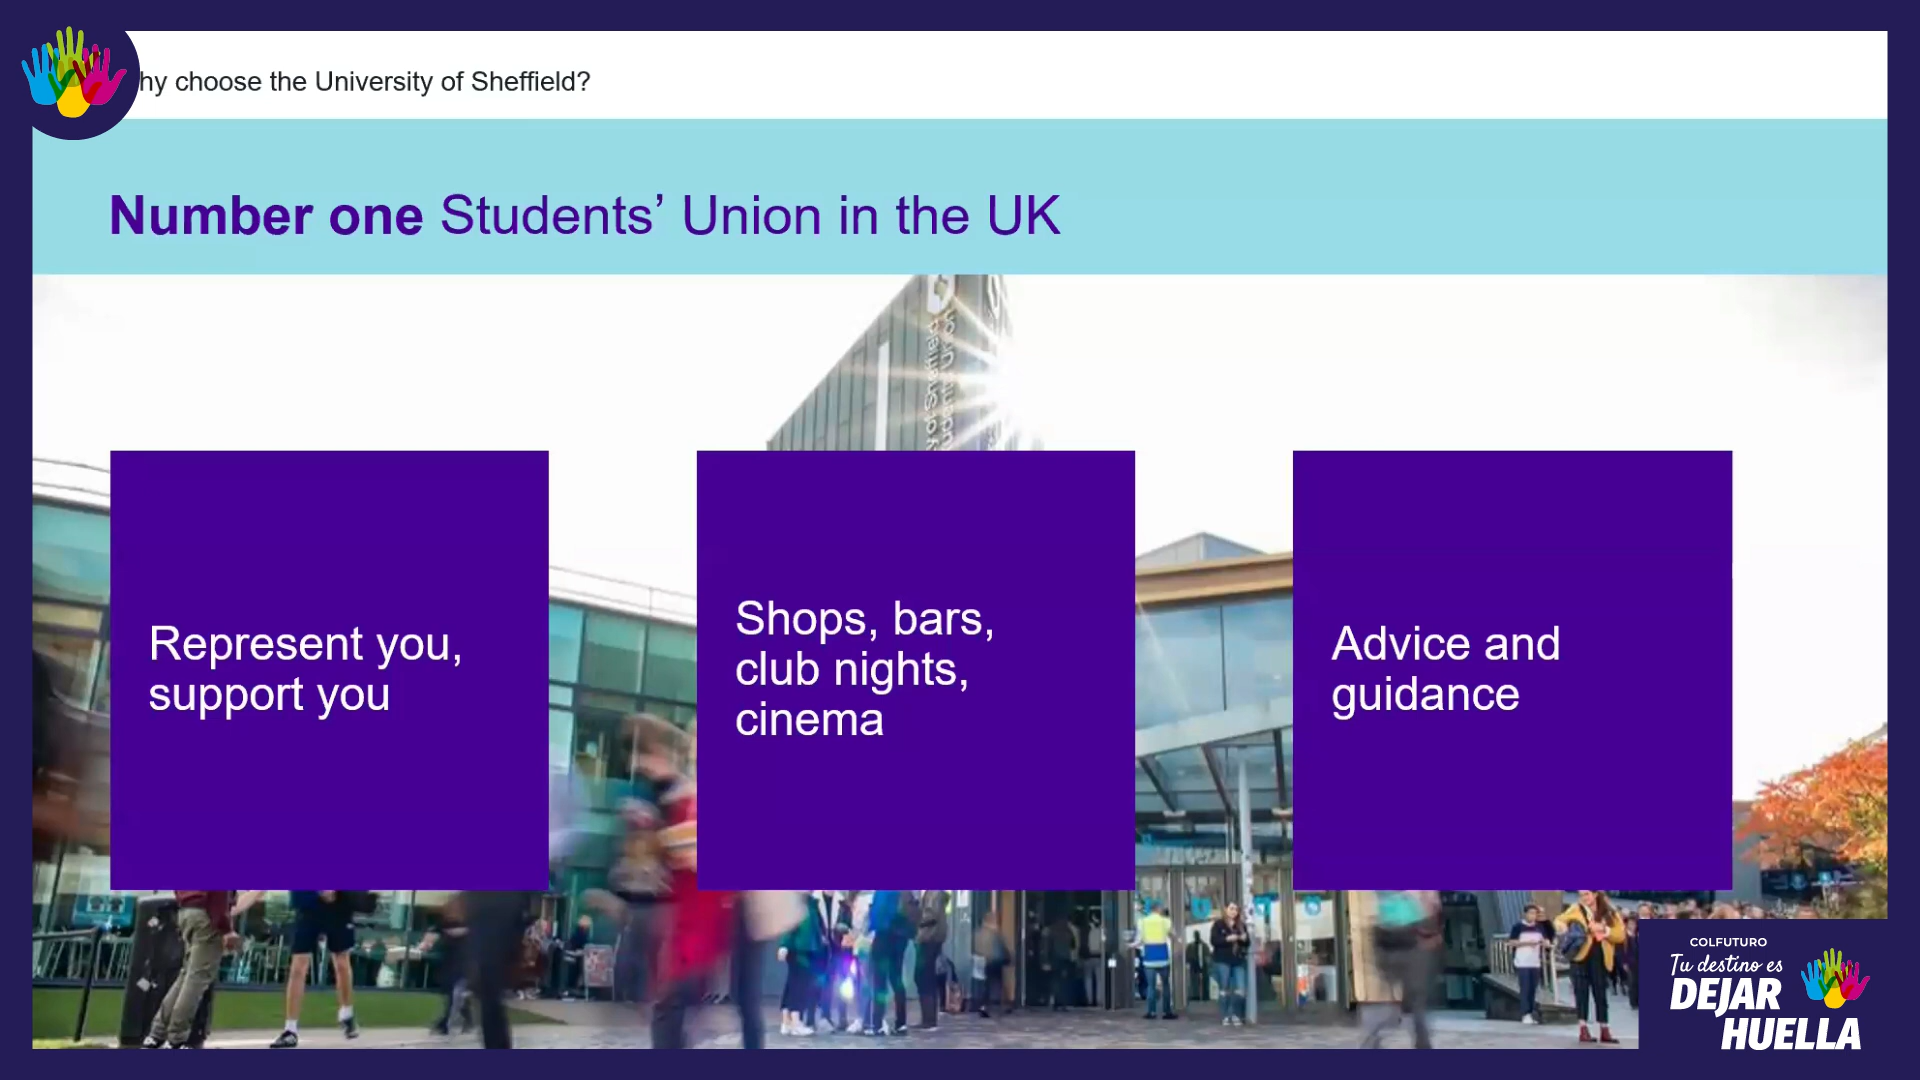 hy choose the University of Sheffield?
Number one Students’ Union in the UK
Represent you,
support you
Shops, bars,
club nights,
cinema
Advice and
guidance
COLFUTURO
Tu destino es
DEJAR
HUELLA